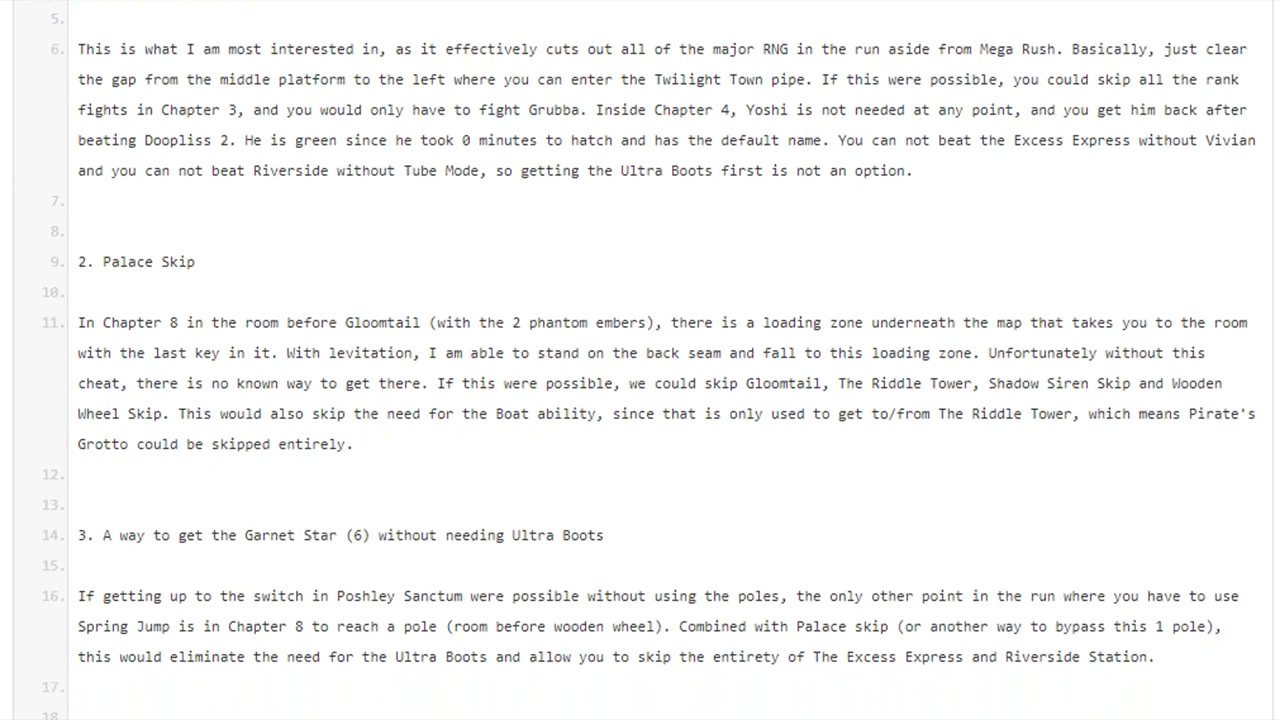 5.
6. This is what I am most interested in, as it effectively cuts out all of the major RNG in the run aside from Mega Rush. Basically, just clear
the gap from the middle platform to the left where you can enter the Twilight Town pipe. If this were possible, you could skip all the rank
fights in Chapter 3, and you would only have to fight Grubba. Inside Chapter 4, Yoshi is not needed at any point, and you get him back after
beating Doopliss 2. He is green since he took 0 minutes to hatch and has the default name. You can not beat the Excess Express without Vivian
and you can not beat Riverside without Tube Mode, so getting the Ultra Boots first is not an option.
7.
8.
9. 2. Palace Skip
10.
11. In Chapter 8 in the room before Gloomtail (with the 2 phantom embers), there is a loading zone underneath the map that takes you to the room
with the last key in it. With levitation, I am able to stand on the back seam and fall to this loading zone. Unfortunately without this
cheat, there is no known way to get there. If this were possible, we could skip Gloomtail, The Riddle Tower, Shadow Siren Skip and Wooden
Wheel Skip. This would also skip the need for the Boat ability, since that is only used to get to/from The Riddle Tower, which means Pirate's
Grotto could be skipped entirely.
12.
13.
14. 3. A way to get the Garnet Star (6) without needing Ultra Boots
15.
16. If getting up to the switch in Poshley Sanctum were possible without using the poles, the only other point in the run where you have to use
Spring Jump is in Chapter 8 to reach a pole (room before wooden wheel). Combined with Palace skip (or another way to bypass this 1 pole),
this would eliminate the need for the Ultra Boots and allow you to skip the entirety of The Excess Express and Riverside Station.
17.
18.